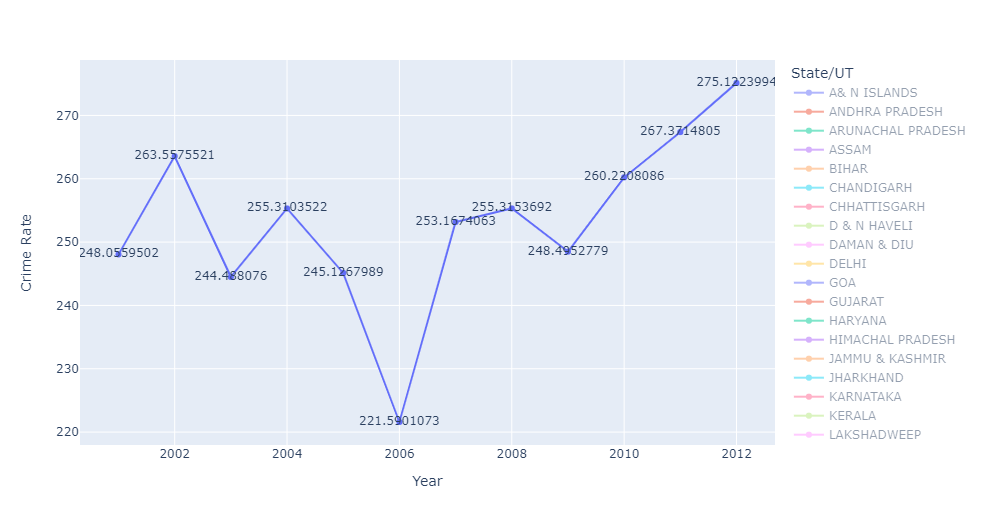 Crime Rate
270
260
250
240
230
220
248.0559502
263.5575521
244.488076
255.3103522
245.1267989
221.5901073
253.1674063
255.3153692
248.4952779
260.2208086
267.3714805
275.1223994
2002
2004
2006
2008
2010
2012
Year
State/UT
A& N ISLANDS
ANDHRA PRADESH
ARUNACHAL PRADESH
ASSAM
BIHAR
CHANDIGARH
CHHATTISGARH
D & N HAVELI
DAMAN & DIU
DELHI
GOA
GUJARAT
HARYANA
HIMACHAL PRADESH
JAMMU & KASHMIR
JHARKHAND
KARNATAKA
KERALA
LAKSHADWEEP